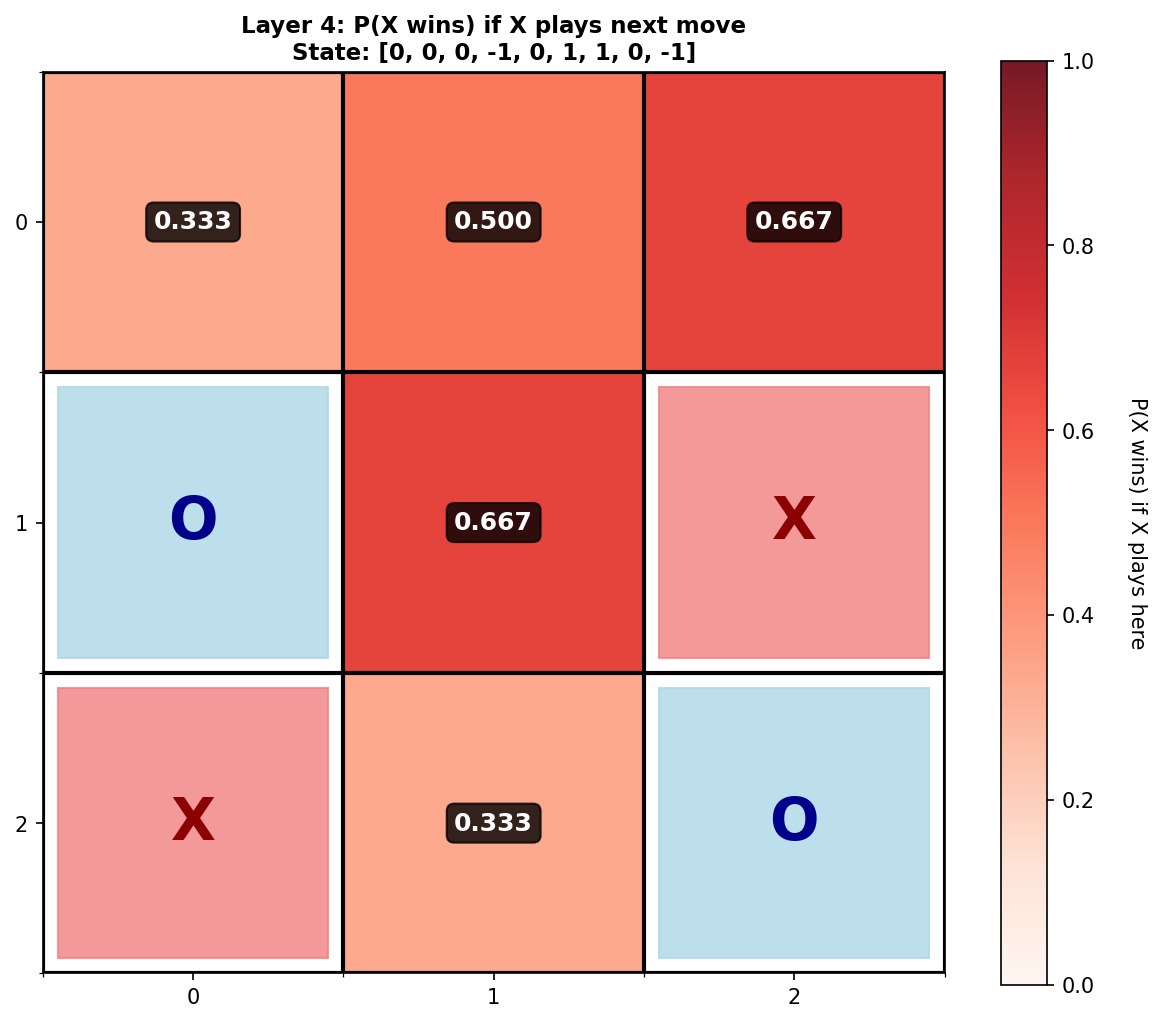 Layer 4: P(X wins) if X plays next move
State: [0, 0, 0, -1, 0, 1, 1, 0, -1]
0
0.333
0.500
0.667
1
O
0.667
X
2
X
0.333
O
0
1
2
1.0
0.8
0.6
0.4
0.2
0.0
P(X wins) if X plays here